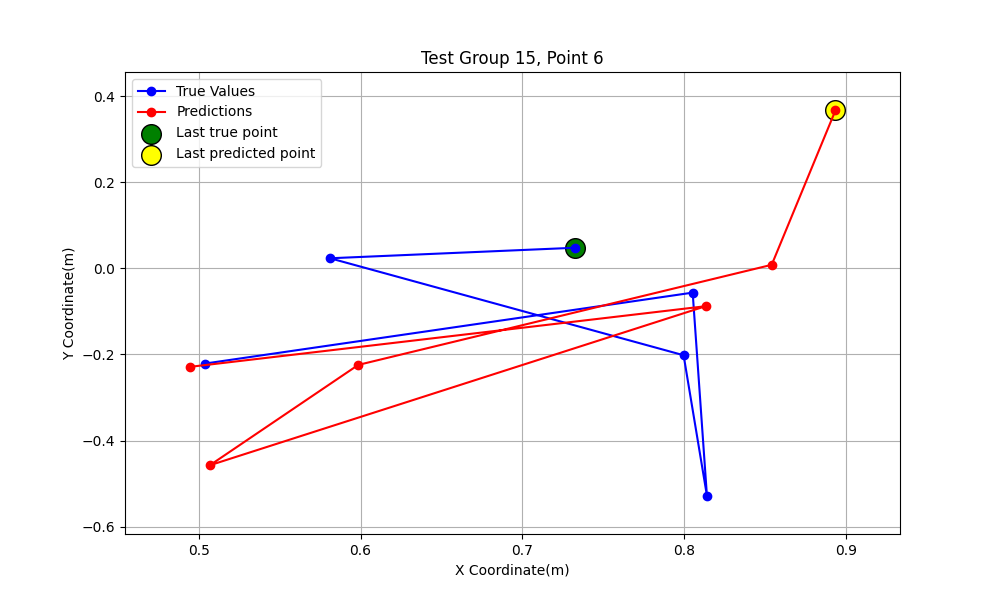 Test Group 15, Point 6
True Values
Predictions
Last true point
Last predicted point
Y Coordinate(m)
0.4
0.2
0.0
−0.2
−0.4
−0.6
0.5 0.6 0.7 0.8 0.9
X Coordinate(m)